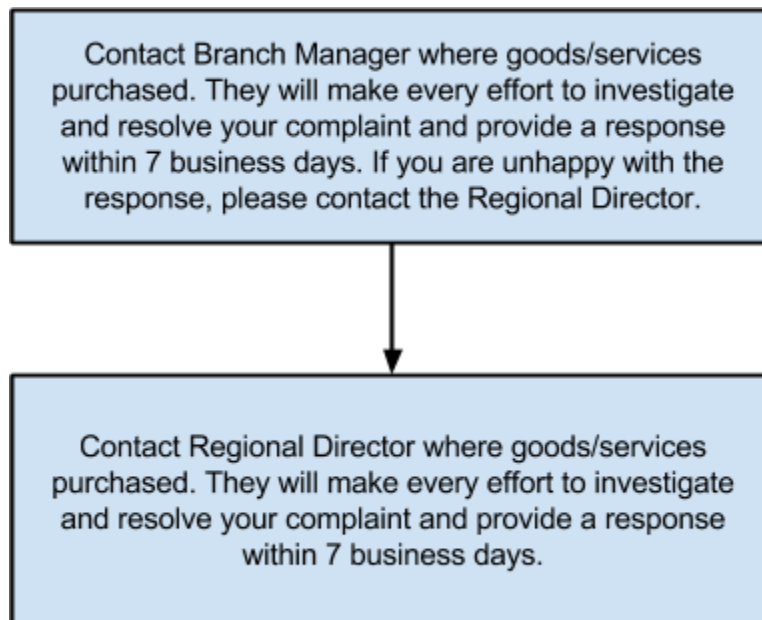 Contact Branch Manager where goods/services
purchased. They will make every effort to investigate
and resolve your complaint and provide a response
within 7 business days. If you are unhappy with the
response, please contact the Regional Director.
Contact Regional Director where goods/services
purchased. They will make every effort to investigate
and resolve your complaint and provide a response
within 7 business days.